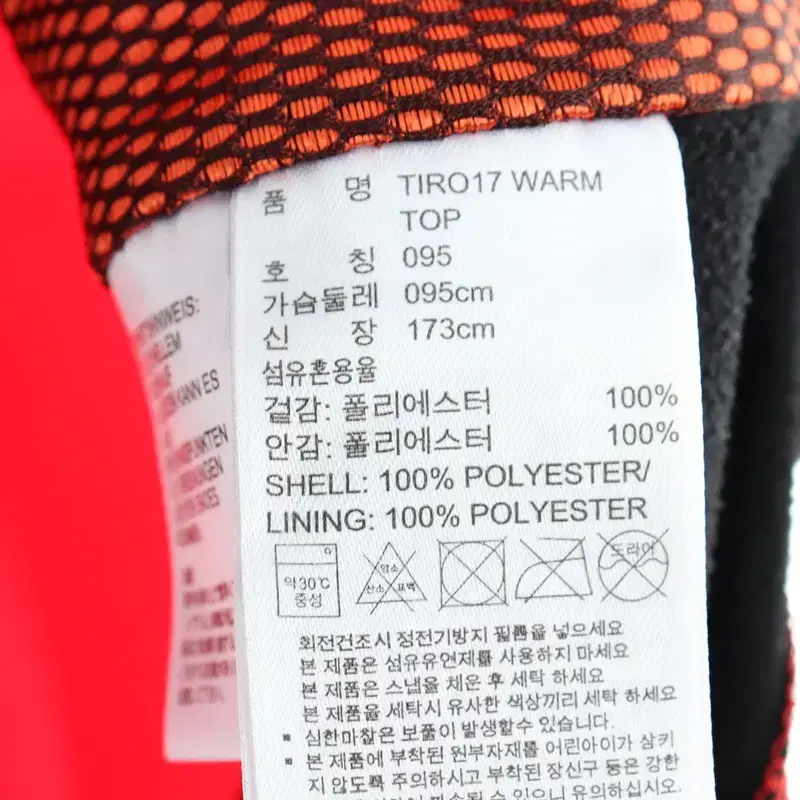 품 명 TIRO17 WARM
TOP
호 칭 095
가슴둘레 095cm
신 장 173cm
섬유혼용율
겉감: 폴리에스터 100%
안감: 폴리에스터 100%
SHELL: 100% POLYESTER/
LINING: 100% POLYESTER
약30℃
중성
염소
산소 표백
드라이
회전건조시 정전기방지 필름을 넣으세요
본 제품은 섬유유연제를 사용하지 마세요
본 제품은 스냅을 채운 후 세탁 하세요
본 제품을 세탁시 유사한 색상끼리 세탁 하세요
▪ 심한마찰은 보풀이 발생할수 있습니다
▪ 본 제품에 부착된 원부자재를 어린아이가 삼키
지 않도록 주의하시고 부착된 장신구 등은 강한
HINWEIS:
KANN ES